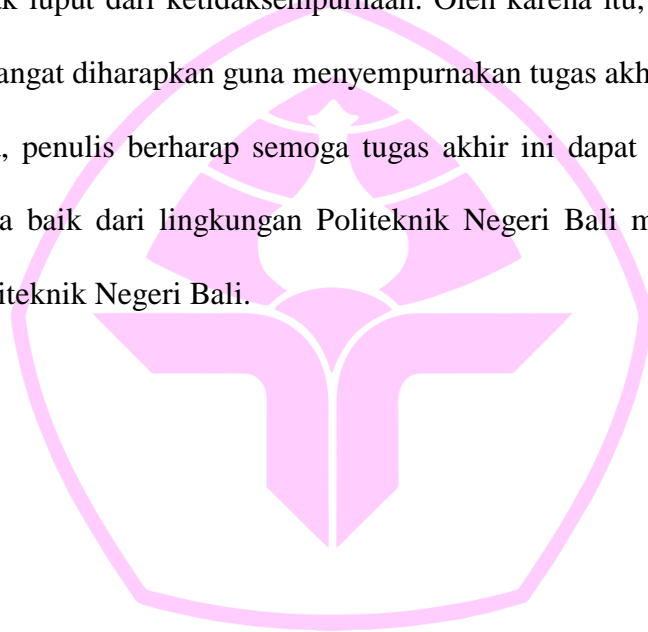 luput dari ketidaksempurnaan. Oleh karena itu,
angat diharapkan guna menyempurnakan tugas akh
, penulis berharap semoga tugas akhir ini dapat
a baik dari lingkungan Politeknik Negeri Bali m
iteknik Negeri Bali.